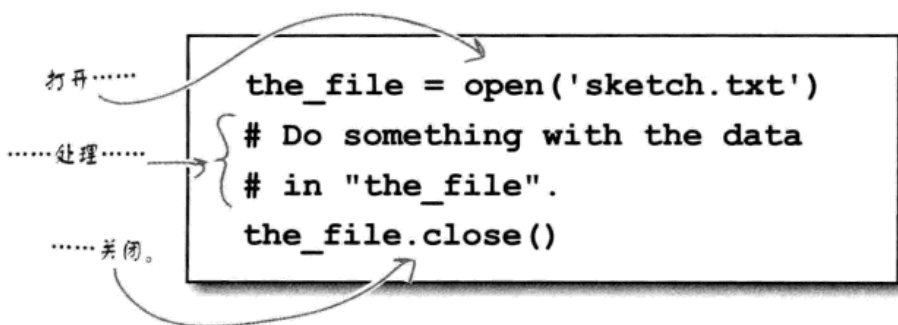 打开……
the_file = open('sketch.txt')
……处理……
# Do something with the data
# in "the_file".
the_file.close()
……关闭。